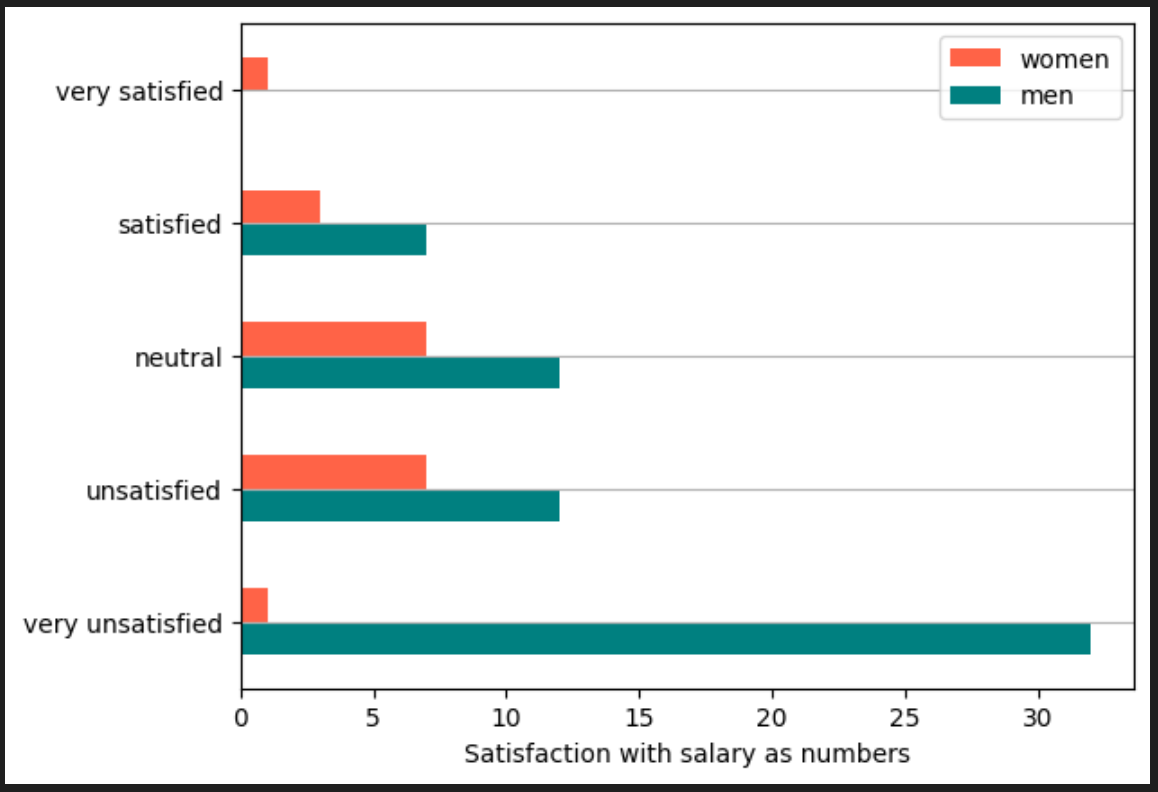 women
men
very satisfied
satisfied
neutral
unsatisfied
very unsatisfied
0 5 10 15 20 25 30
Satisfaction with salary as numbers